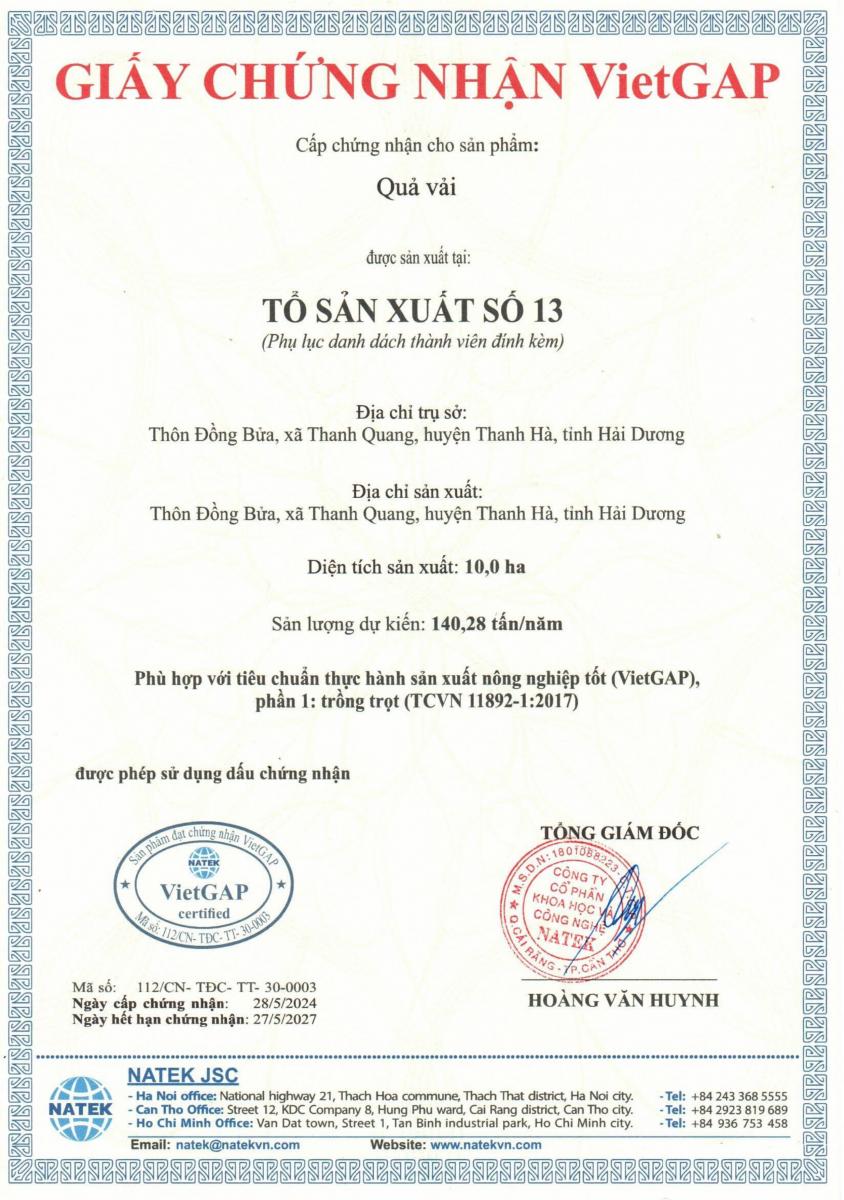 GIẤY CHỨNG NHẬN VietGAP
Cấp chứng nhận cho sản phẩm:
Quả vải
được sản xuất tại:
TỔ SẢN XUẤT SỐ 13
(Phụ lục danh dách thành viên đính kèm)
Địa chỉ trụ sở:
Thôn Đồng Bửa, xã Thanh Quang, huyện Thanh Hà, tỉnh Hải Dương
Địa chỉ sản xuất:
Thôn Đồng Bửa, xã Thanh Quang, huyện Thanh Hà, tỉnh Hải Dương
Diện tích sản xuất: 10,0 ha
Sản lượng dự kiến: 140,28 tấn/năm
Phù hợp với tiêu chuẩn thực hành sản xuất nông nghiệp tốt (VietGAP),
phần 1: trồng trọt (TCVN 11892-1:2017)
được phép sử dụng dấu chứng nhận
Sản phẩm đạt chứng nhận VietGAP
NATEK
VietGAP
certified
Mã số: 112/CN- TĐC- TT- 30-0003
TỔNG GIÁM ĐỐC
M.S.D.N: 1801068223
CÔNG TY
CỔ PHẦN
KHOA HỌC VÀ
CÔNG NGHỆ
NATEK
Q.CÁI RĂNG - TP.CẦN THƠ
HOÀNG VĂN HUYNH
Mã số: 112/CN- TĐC- TT- 30-0003
Ngày cấp chứng nhận: 28/5/2024
Ngày hết hạn chứng nhận: 27/5/2027
NATEK
NATEK JSC
- Ha Noi office: National highway 21, Thach Hoa commune, Thach That district, Ha Noi city. - Tel: +84 243 368 5555
- Can Tho Office: Street 12, KDC Company 8, Hung Phu ward, Cai Rang district, Can Tho city. - Tel: +84 2923 819 689
- Ho Chi Minh Office: Van Dat town, Street 1, Tan Binh industrial park, Ho Chi Minh city. - Tel: +84 936 753 458
Email: natek@natekvn.com Website: www.natekvn.com